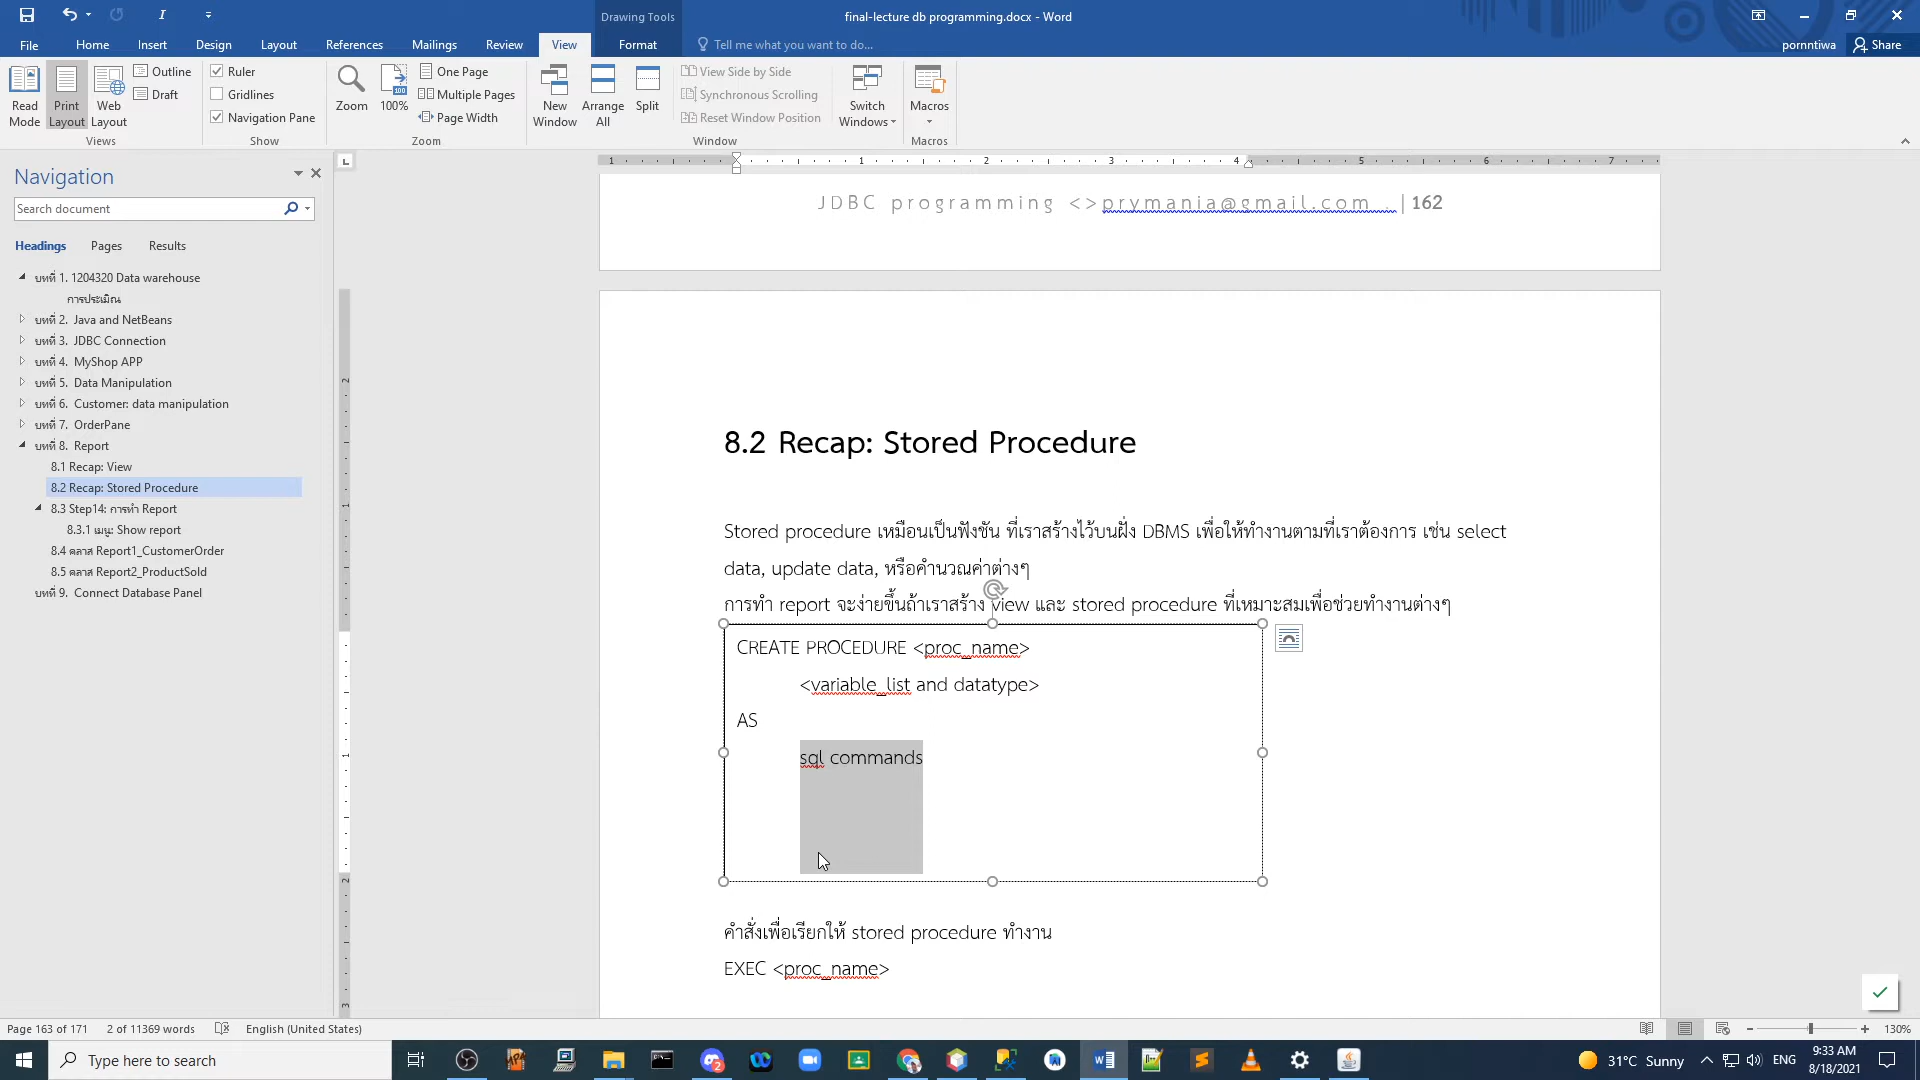 Drawing Tools
final-lecture db programming.docx - Word
File Home Insert Design Layout References Mailings Review View Format Tell me what you want to do... pornntiwa Share
Read Mode
Print Layout
Web Layout
Outline
Draft
Views
Ruler
Gridlines
Navigation Pane
Show
Zoom
100
100%
One Page
Multiple Pages
Page Width
Zoom
New Window
Arrange All
Split
View Side by Side
Synchronous Scrolling
Reset Window Position
Window
Switch Windows
Macros
Macros
Navigation
Search document
Headings Pages Results
บทที่ 1. 1204320 Data warehouse
การประเมิน
บทที่ 2. Java and NetBeans
บทที่ 3. JDBC Connection
บทที่ 4. MyShop APP
บทที่ 5. Data Manipulation
บทที่ 6. Customer: data manipulation
บทที่ 7. OrderPane
บทที่ 8. Report
8.1 Recap: View
8.2 Recap: Stored Procedure
8.3 Step14: การทำ Report
8.3.1 เมนู: Show report
8.4 คลาส Report1_CustomerOrder
8.5 คลาส Report2_ProductSold
บทที่ 9. Connect Database Panel
1 1 2 3 4 5 6 7
2
1
1
2
3
JDBC programming <>prymania@gmail.com . | 162
8.2 Recap: Stored Procedure
Stored procedure เหมือนเป็นฟังชัน ที่เราสร้างไว้บนฝั่ง DBMS เพื่อให้ทำงานตามที่เราต้องการ เช่น select
data, update data, หรือคำนวณค่าต่างๆ
การทำ report จะง่ายขึ้นถ้าเราสร้าง view และ stored procedure ที่เหมาะสมเพื่อช่วยทำงานต่างๆ
CREATE PROCEDURE <proc_name>
<variable_list and datatype>
AS
sql commands
คำสั่งเพื่อเรียกให้ stored procedure ทำงาน
EXEC <proc_name>
Page 163 of 171 2 of 11369 words English (United States) 130%
Type here to search
2
31°C Sunny
ENG
9:33 AM
8/18/2021